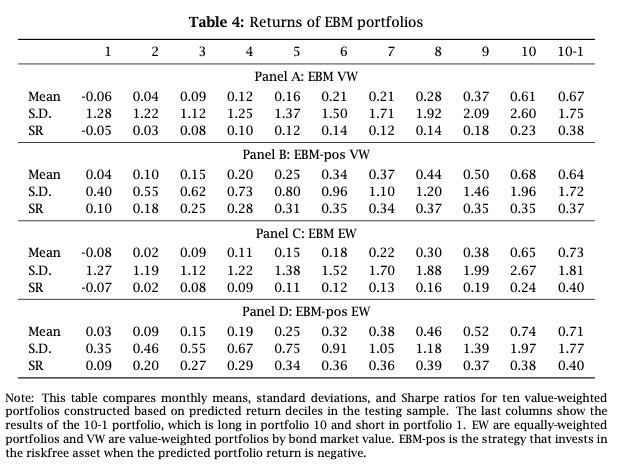 Table 4: Returns of EBM portfolios
1 2 3 4 5 6 7 8 9 10 10-1
Panel A: EBM VW
Mean -0.06 0.04 0.09 0.12 0.16 0.21 0.21 0.28 0.37 0.61 0.67
S.D. 1.28 1.22 1.12 1.25 1.37 1.50 1.71 1.92 2.09 2.60 1.75
SR -0.05 0.03 0.08 0.10 0.12 0.14 0.12 0.14 0.18 0.23 0.38
Panel B: EBM-pos VW
Mean 0.04 0.10 0.15 0.20 0.25 0.34 0.37 0.44 0.50 0.68 0.64
S.D. 0.40 0.55 0.62 0.73 0.80 0.96 1.10 1.20 1.46 1.96 1.72
SR 0.10 0.18 0.25 0.28 0.31 0.35 0.34 0.37 0.35 0.35 0.37
Panel C: EBM EW
Mean -0.08 0.02 0.09 0.11 0.15 0.18 0.22 0.30 0.38 0.65 0.73
S.D. 1.27 1.19 1.12 1.22 1.38 1.52 1.70 1.88 1.99 2.67 1.81
SR -0.07 0.02 0.08 0.09 0.11 0.12 0.13 0.16 0.19 0.24 0.40
Panel D: EBM-pos EW
Mean 0.03 0.09 0.15 0.19 0.25 0.32 0.38 0.46 0.52 0.74 0.71
S.D. 0.35 0.46 0.55 0.67 0.75 0.91 1.05 1.18 1.39 1.97 1.77
SR 0.09 0.20 0.27 0.29 0.34 0.36 0.36 0.39 0.37 0.38 0.40
Note: This table compares monthly means, standard deviations, and Sharpe ratios for ten value-weighted
portfolios constructed based on predicted return deciles in the testing sample. The last columns show the
results of the 10-1 portfolio, which is long in portfolio 10 and short in portfolio 1. EW are equally-weighted
portfolios and VW are value-weighted portfolios by bond market value. EBM-pos is the strategy that invests in
the riskfree asset when the predicted portfolio return is negative.